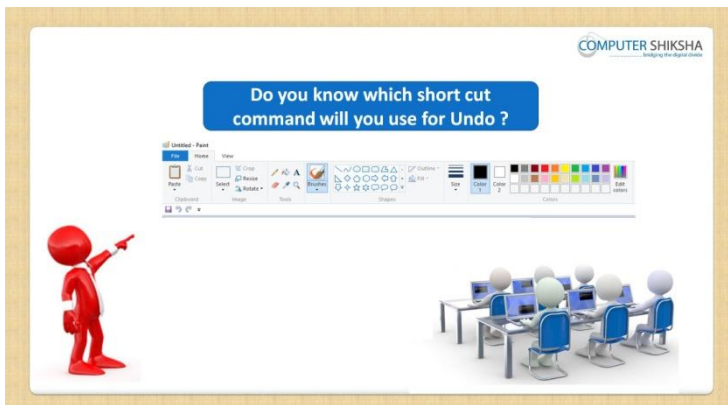 COMPUTER SHIKSHA
bridging the digital divide
Do you know which short cut
command will you use for Undo ?
Untitled - Paint
File Home View
Cut Crop Outline
Copy Resize Fill
Paste Select Rotate Brushes Size Color Color Edit
1 2 colors
Clipboard Image Tools Shapes Colors